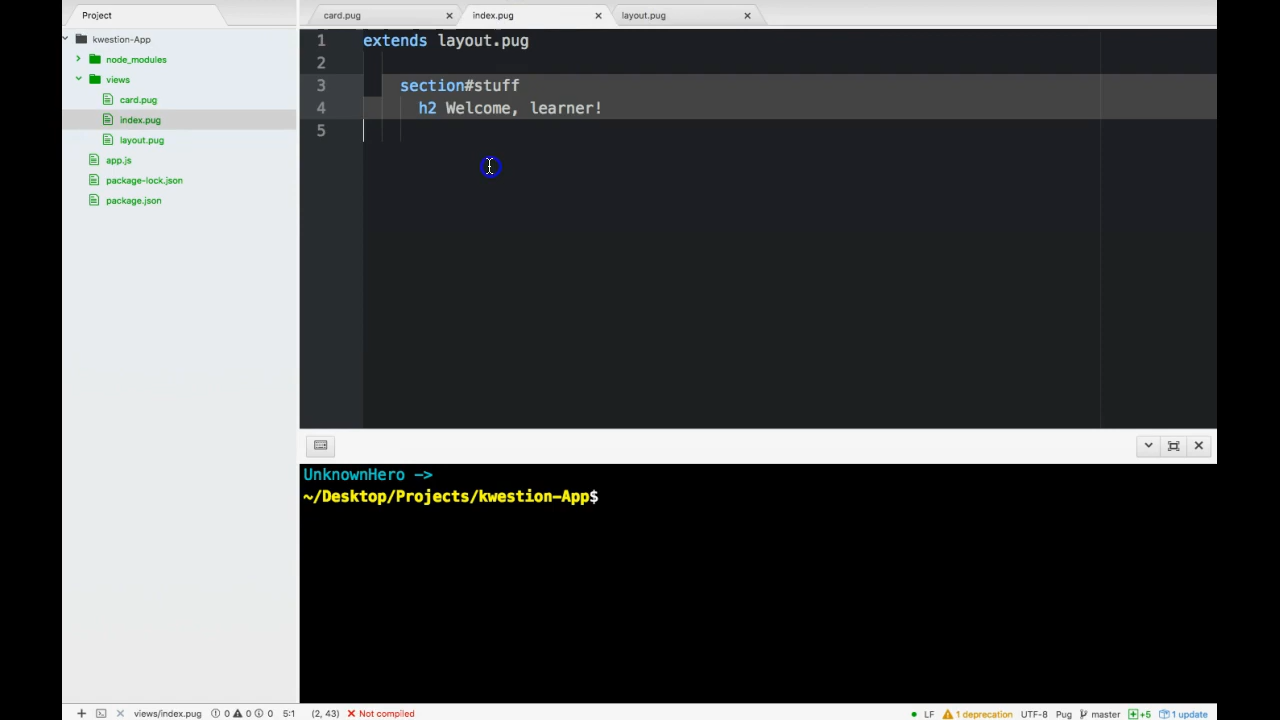 Project
card.pug
index.pug
layout.pug
kwestion-App
node_modules
views
card.pug
index.pug
layout.pug
app.js
package-lock.json
package.json
1 extends layout.pug
2
3 section#stuff
4 h2 Welcome, learner!
5
UnknownHero ->
~/Desktop/Projects/kwestion-App$
views/index.pug 0 0 0 5:1 (2, 43) Not compiled LF 1 deprecation UTF-8 Pug master +5 1 update